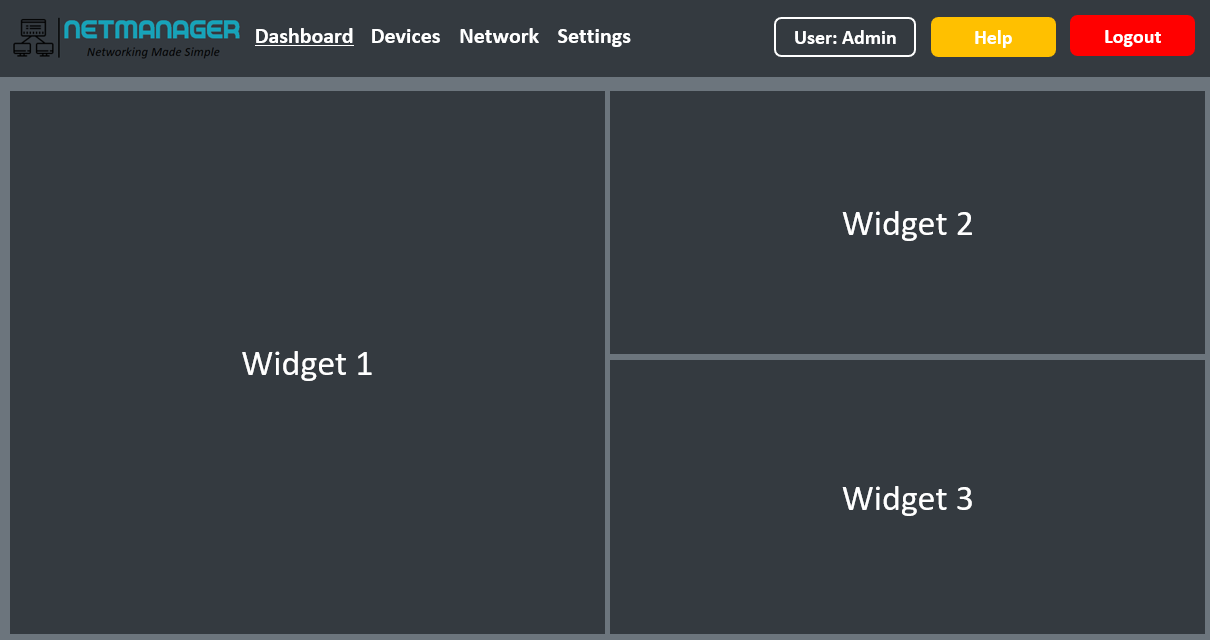 NETMANAGER
Networking Made Simple
Dashboard Devices Network Settings
User: Admin
Help
Logout
Widget 1
Widget 2
Widget 3